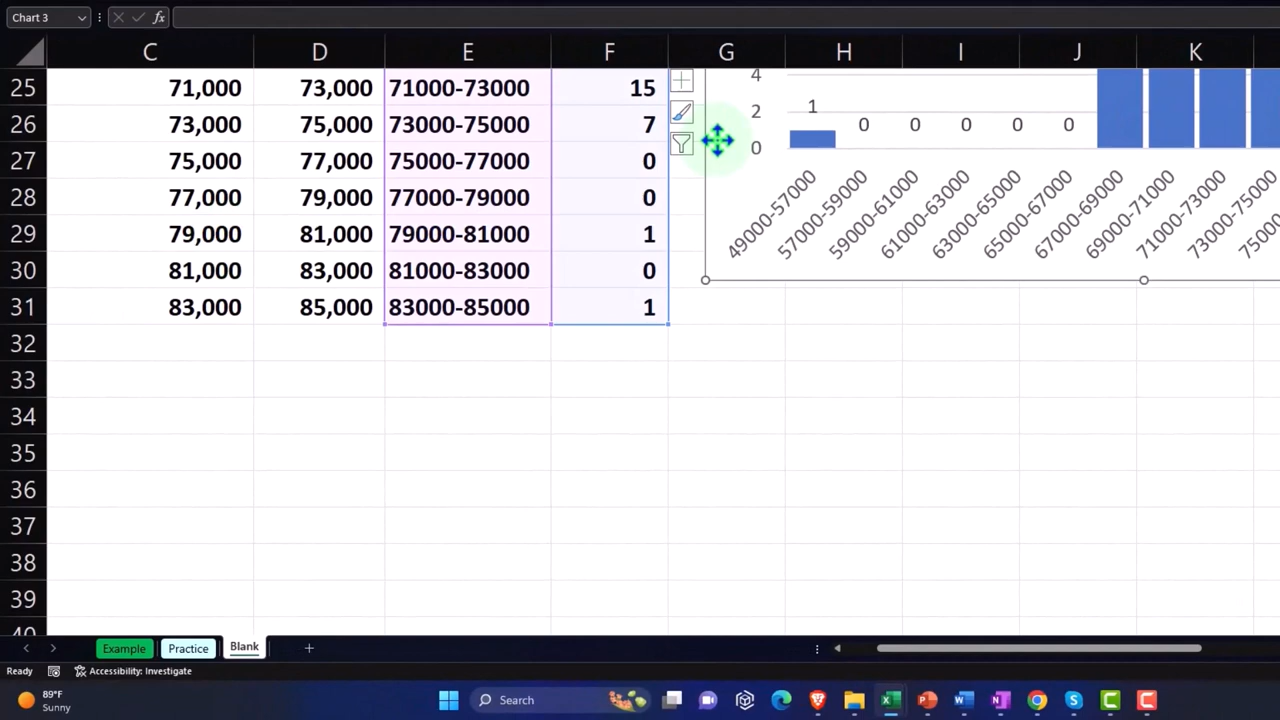 Chart 3
fx
C D E F G H I J K
25 71,000 73,000 71000-73000 15
26 73,000 75,000 73000-75000 7
27 75,000 77,000 75000-77000 0
28 77,000 79,000 77000-79000 0
29 79,000 81,000 79000-81000 1
30 81,000 83,000 81000-83000 0
31 83,000 85,000 83000-85000 1
32
33
34
35
36
37
38
39
4
2
0
1 0 0 0 0 0
49000-57000
57000-59000
59000-61000
61000-63000
63000-65000
65000-67000
67000-69000
69000-71000
71000-73000
73000-75000
Example Practice Blank
Ready Accessibility: Investigate
89°F
Sunny
Search